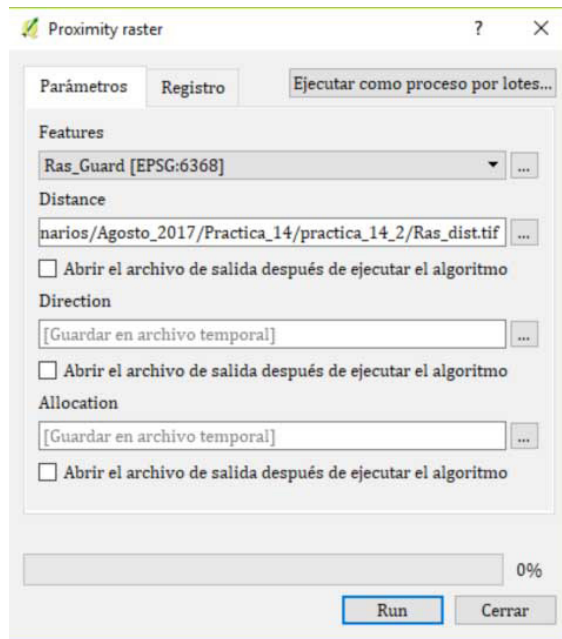 Proximity raster ? ×
Parámetros Registro Ejecutar como proceso por lotes...
Features
Ras_Guard [EPSG:6368] ...
Distance
narios/Agosto_2017/Practica_14/practica_14_2/Ras_dist.tif ...
Abrir el archivo de salida después de ejecutar el algoritmo
Direction
[Guardar en archivo temporal] ...
Abrir el archivo de salida después de ejecutar el algoritmo
Allocation
[Guardar en archivo temporal] ...
Abrir el archivo de salida después de ejecutar el algoritmo
0%
Run Cerrar